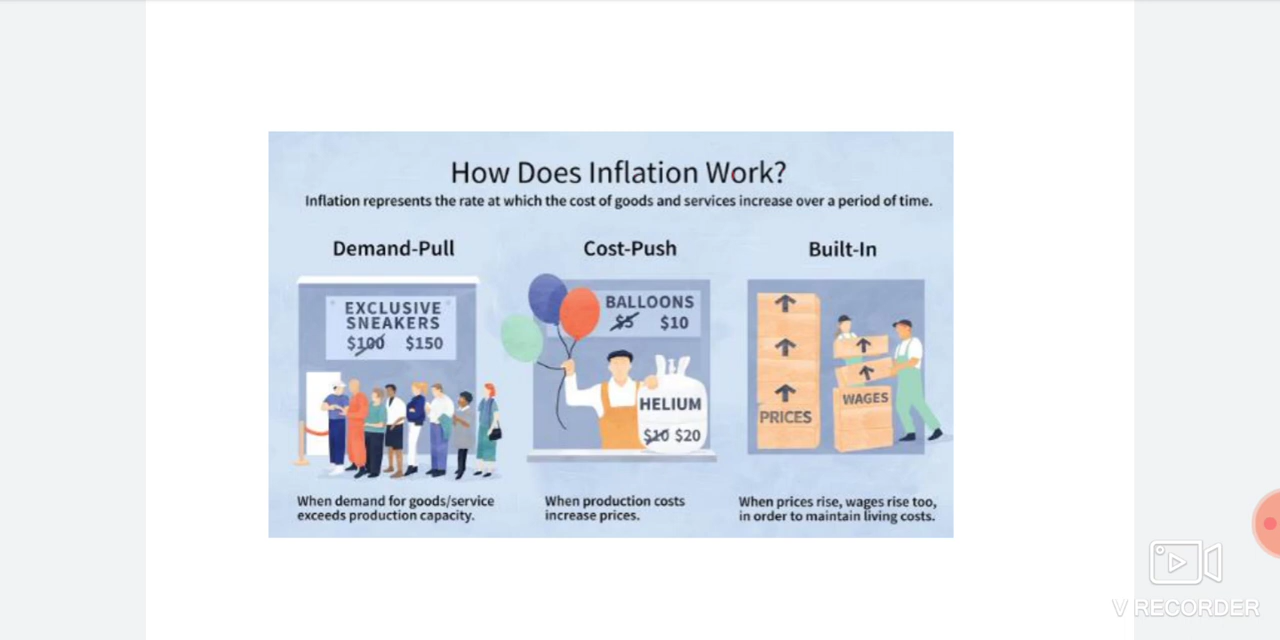 How Does Inflation Work?
Inflation represents the rate at which the cost of goods and services increase over a period of time.
Demand-Pull
EXCLUSIVE
SNEAKERS
$100 $150
When demand for goods/service
exceeds production capacity.
Cost-Push
BALLOONS
$5 $10
HELIUM
$10 $20
When production costs
increase prices.
Built-In
PRICES
WAGES
When prices rise, wages rise too,
in order to maintain living costs.
V RECORDER